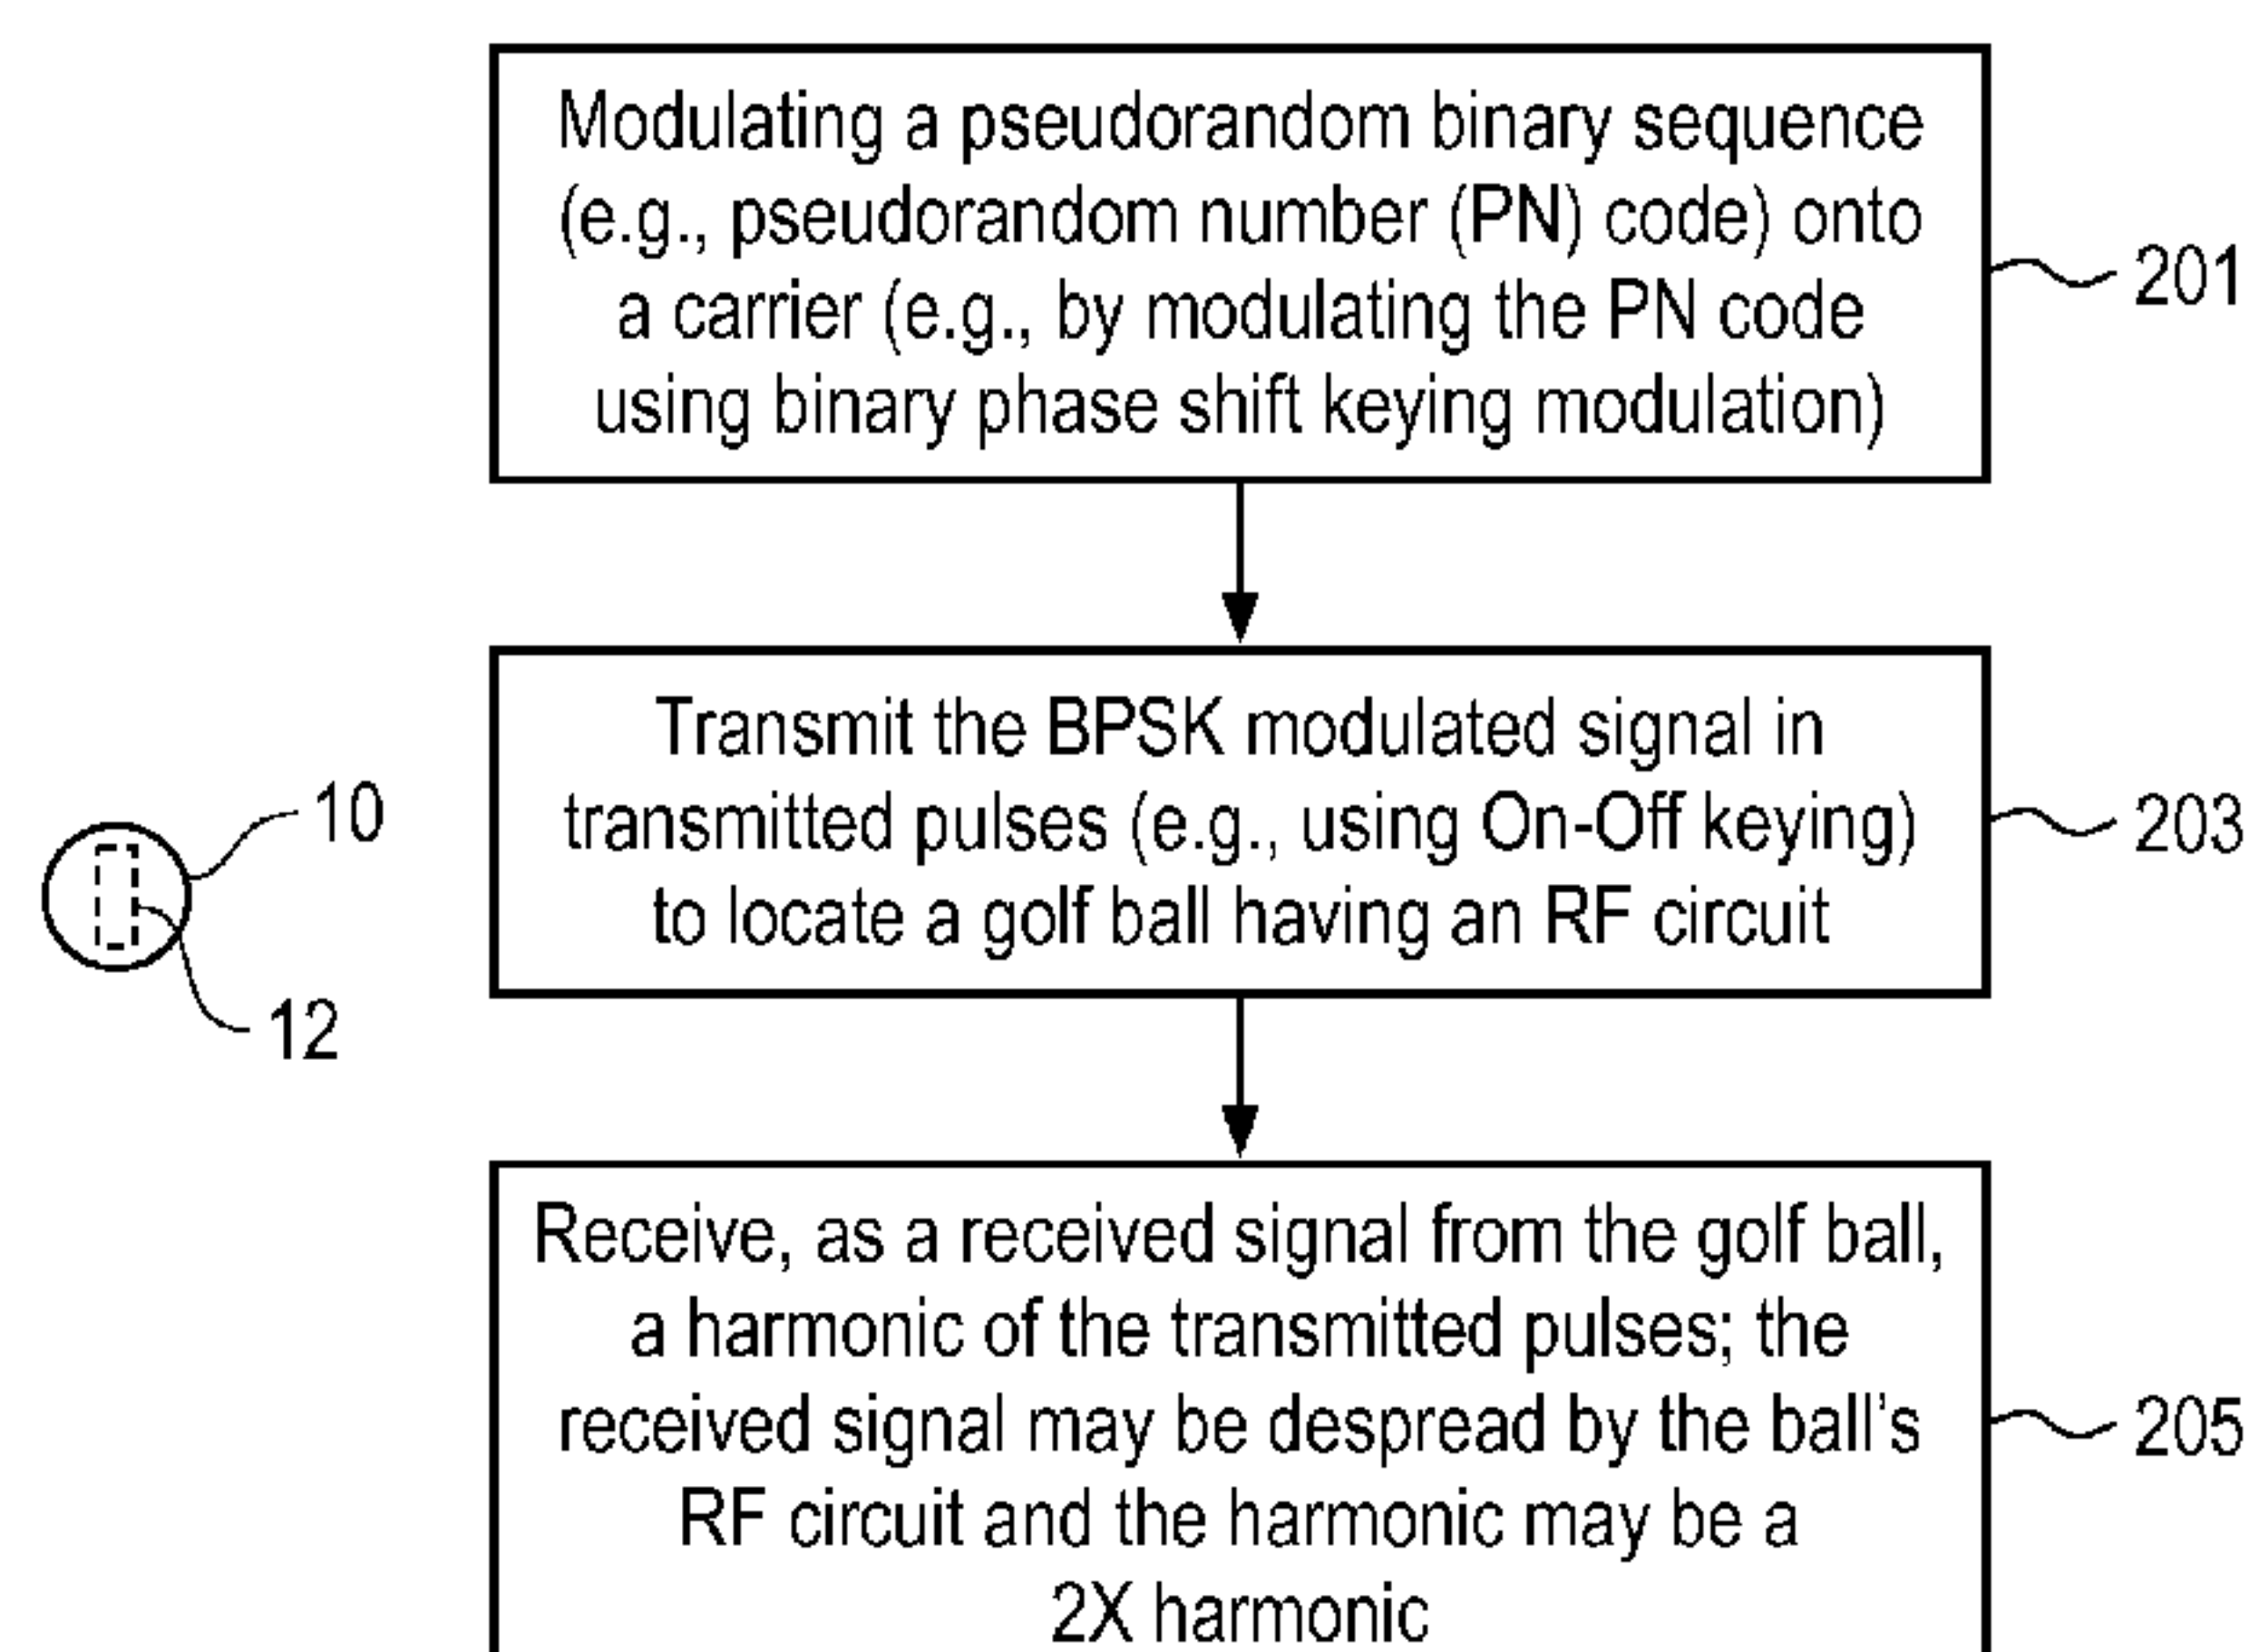 Modulating a pseudorandom binary sequence
(e.g., pseudorandom number (PN) code) onto
a carrier (e.g., by modulating the PN code
using binary phase shift keying modulation)
201
Transmit the BPSK modulated signal in
transmitted pulses (e.g., using On-Off keying)
to locate a golf ball having an RF circuit
203
10
12
Receive, as a received signal from the golf ball,
a harmonic of the transmitted pulses; the
received signal may be despread by the ball's
RF circuit and the harmonic may be a
2X harmonic
205